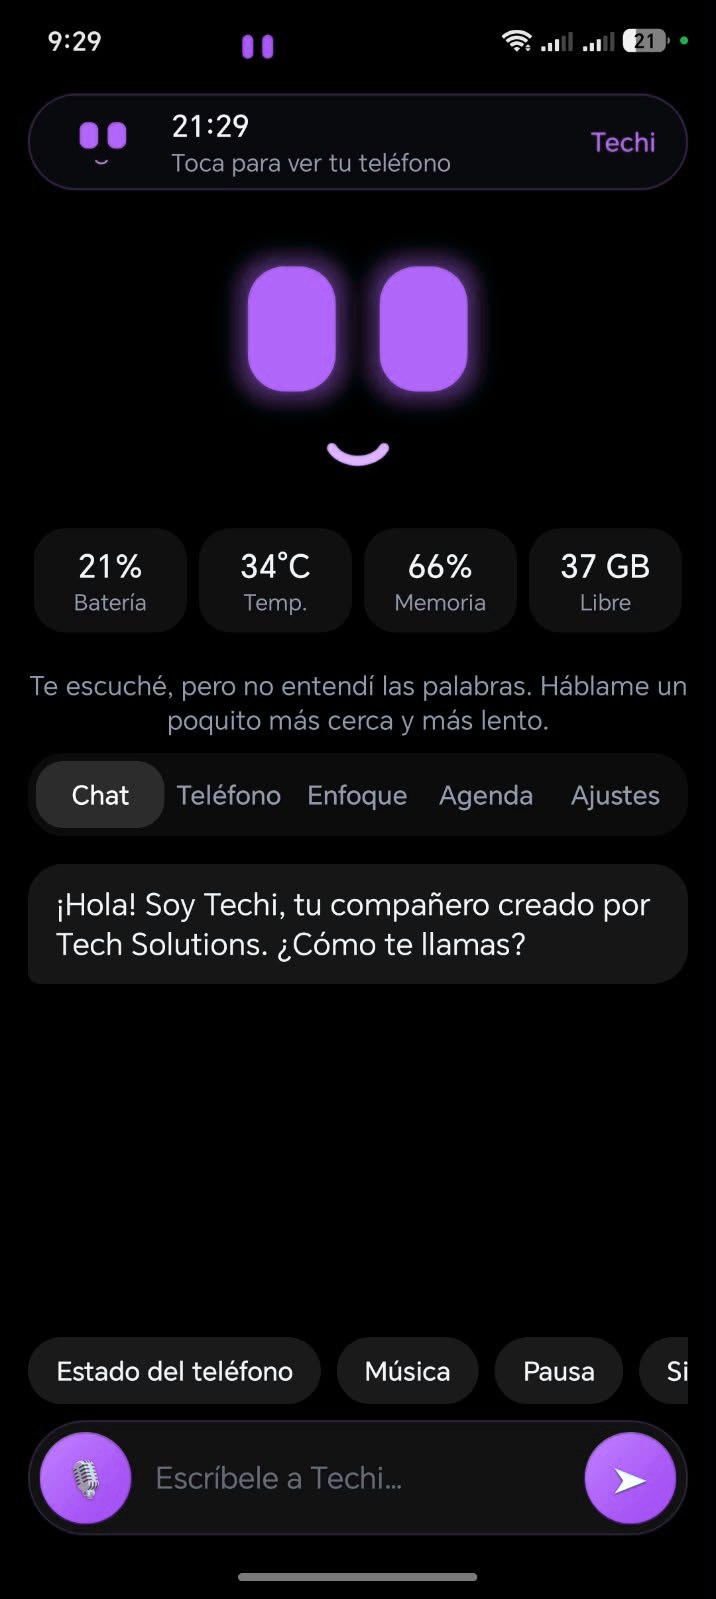 9:29
21
21:29
Toca para ver tu teléfono
Techi
21%
Batería
34°C
Temp.
66%
Memoria
37 GB
Libre
Te escuché, pero no entendí las palabras. Háblame un
poquito más cerca y más lento.
Chat
Teléfono
Enfoque
Agenda
Ajustes
¡Hola! Soy Techi, tu compañero creado por
Tech Solutions. ¿Cómo te llamas?
Estado del teléfono
Música
Pausa
Si
Escríbele a Techi...